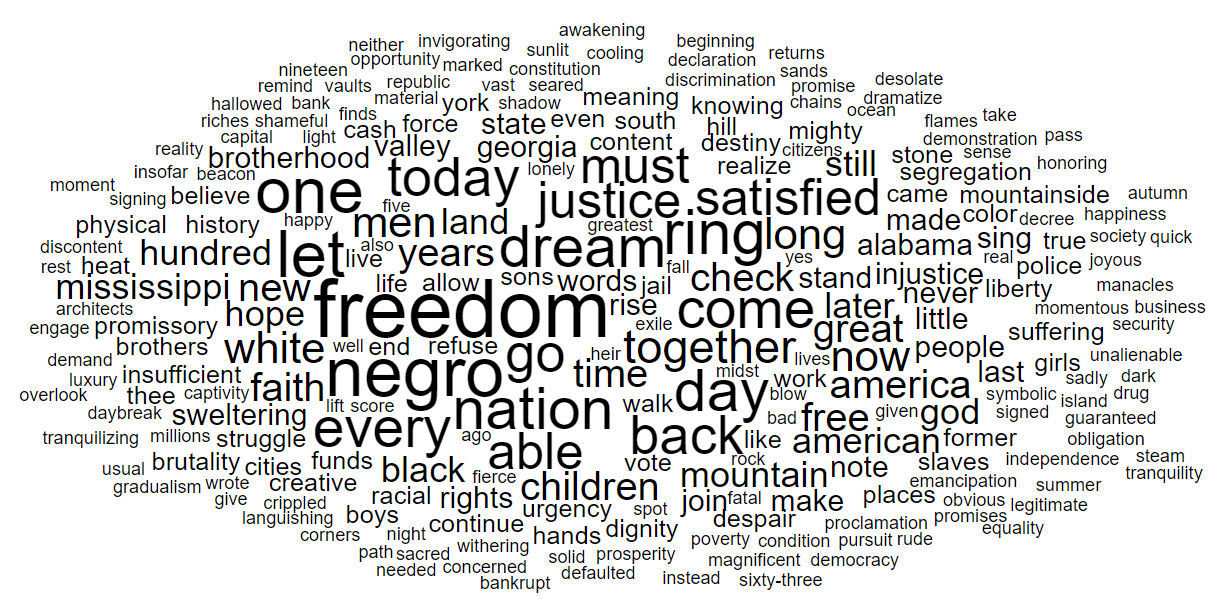 awakening
neither invigorating beginning
sunlit cooling returns
opportunity marked constitution declaration
nineteen discrimination sands
remind vaults republic vast seared promise desolate
hallowed bank material york shadow meaning knowing chains dramatize
riches shameful finds cash force state even south hill mighty ocean flames take
capital light valley georgia content destiny citizens demonstration pass
reality brotherhood lonely must realize still stone sense
insofar beacon today segregation honoring
moment signing believe one justice satisfied came mountainside autumn
physical history happy five men land greatest ring made color decree happiness
discontent hundred let live also years dream long yes alabama sing true society quick
rest heat life allow sons words jail fall check stand injustice real police joyous
mississippi new never liberty manacles
architects promissory hope freedom rise come later little momentous business
engage exile great suffering security
brothers white well end refuse go heir together lives now people unalienable
demand insufficient faith negro time midst work america last girls sadly dark
luxury thee captivity day blow symbolic island drug
overlook daybreak sweltering lift score nation walk bad free given god signed guaranteed
tranquilizing millions struggle every ago able back like american former obligation
usual brutality cities funds black fierce vote rock mountain note slaves independence steam
gradualism wrote creative children emancipation summer tranquility
give crippled racial rights urgency spot join fatal make places obvious legitimate
languishing boys continue hands dignity despair proclamation promises equality
corners night withering poverty condition pursuit rude
path sacred solid prosperity magnificent democracy
needed concerned defaulted instead sixty-three
bankrupt